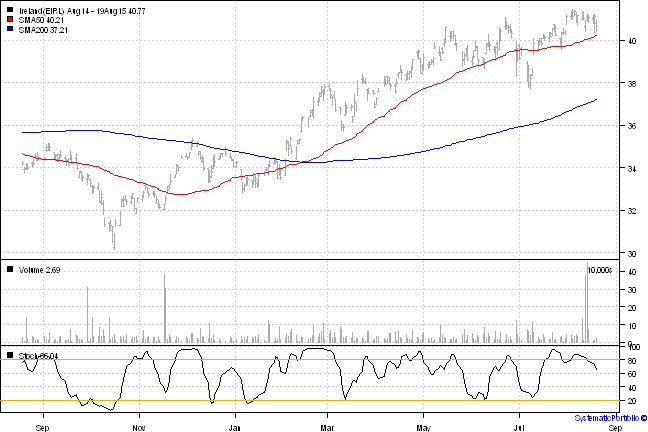 Ireland(EIRL) Aug14 - 19Aug15 40.77
SMA50 40.21
SMA200 37.21
40
38
36
34
32
30
Volume 2.69
10,000s
40
30
20
10
0
100
80
60
40
20
Sep
Nov
Jan
Mar
May
Jul
Sep
SystematicPortfolio ©